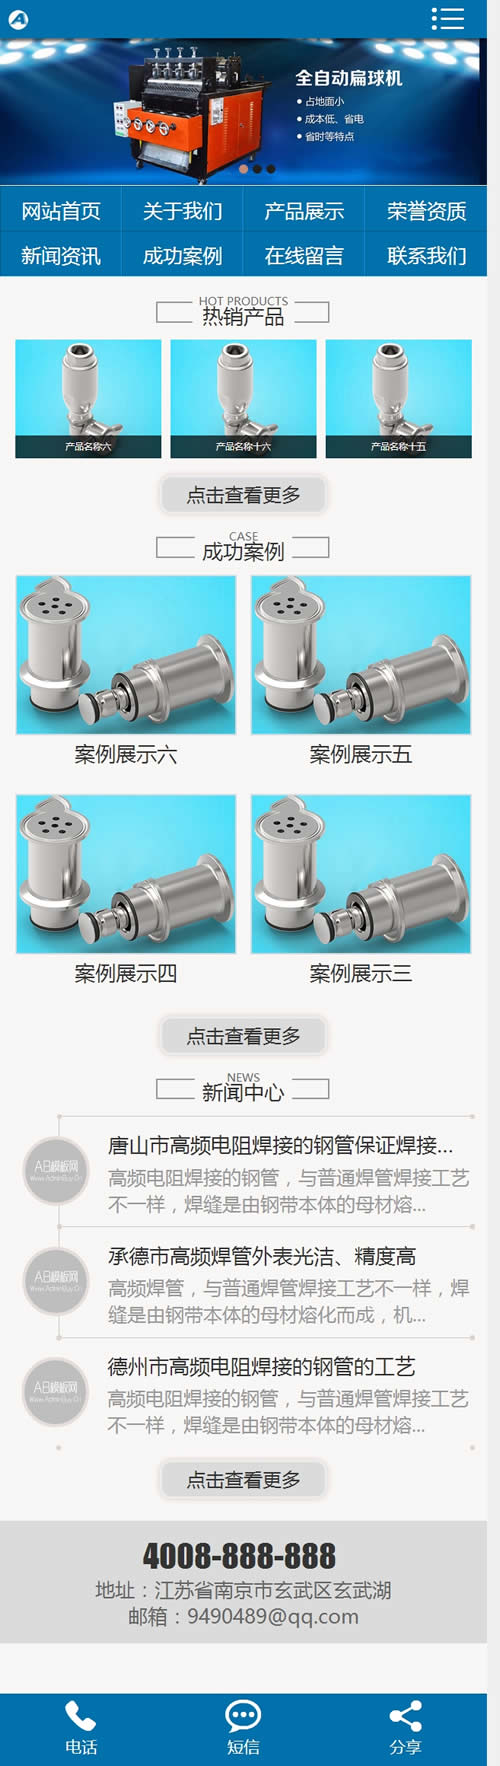 A
全自动扁球机
占地面小
成本低、省电
省时等特点
网站首页 关于我们 产品展示 荣誉资质
新闻资讯 成功案例 在线留言 联系我们
HOT PRODUCTS
热销产品
产品名称六 产品名称十六 产品名称十五
点击查看更多
CASE
成功案例
案例展示六 案例展示五
案例展示四 案例展示三
点击查看更多
NEWS
新闻中心
唐山市高频电阻焊接的钢管保证焊接...
AB模板网
Www.AdminBuy.Cn
高频电阻焊接的钢管，与普通焊管焊接工艺
不一样，焊缝是由钢带本体的母材熔...
承德市高频焊管外表光洁、精度高
AB模板网
Www.AdminBuy.Cn
高频焊管，与普通焊管焊接工艺不一样，焊
缝是由钢带本体的母材熔化而成，机...
德州市高频电阻焊接的钢管的工艺
AB模板网
Www.AdminBuy.Cn
高频电阻焊接的钢管，与普通焊管焊接工艺
不一样，焊缝是由钢带本体的母材熔...
点击查看更多
4008-888-888
地址：江苏省南京市玄武区玄武湖
邮箱：9490489@qq.com
电话 短信 分享